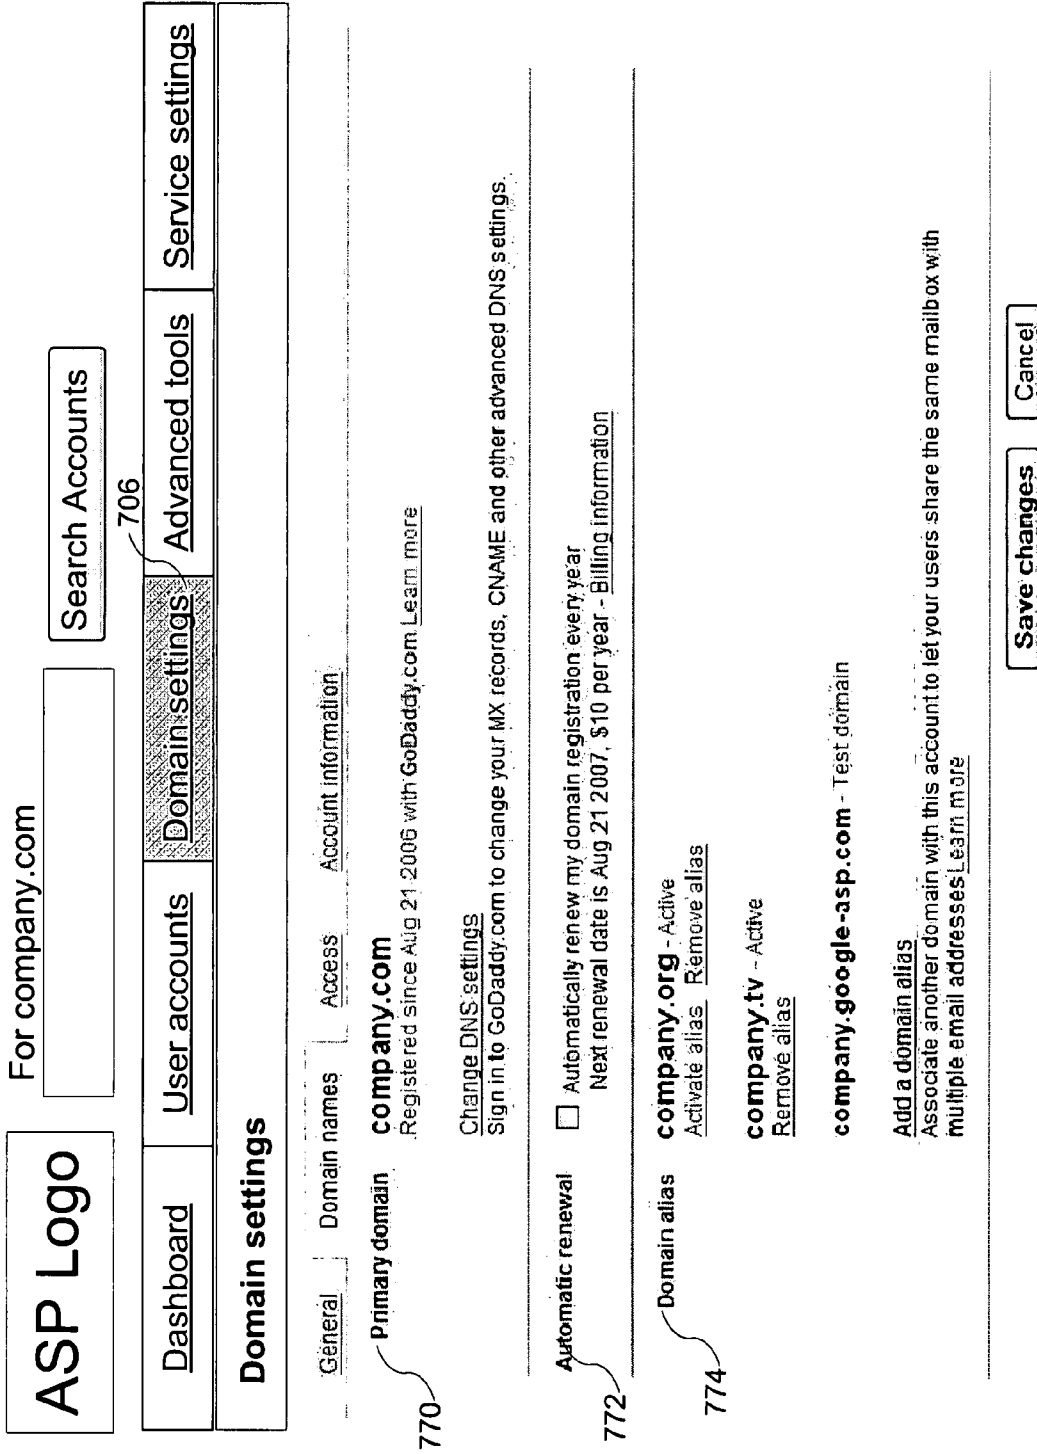 ASP Logo
For company.com
Search Accounts
706
Dashboard
User accounts
Domain settings
Advanced tools
Service settings
Domain settings
General
Domain names
Access
Account information
770
Primary domain
company.com
Registered since Aug 21 2006 with GoDaddy.com Learn more
Change DNS settings
Sign in to GoDaddy.com to change your MX records, CNAME and other advanced DNS settings.
772
Automatic renewal
Automatically renew my domain registration every year
Next renewal date is Aug 21 2007, $10 per year - Billing information
774
Domain alias
company.org - Active
Activate alias Remove alias
company.tv - Active
Remove alias
company.google-asp.com - Test domain
Add a domain alias
Associate another domain with this account to let your users share the same mailbox with
multiple email addresses Learn more
Save changes
Cancel